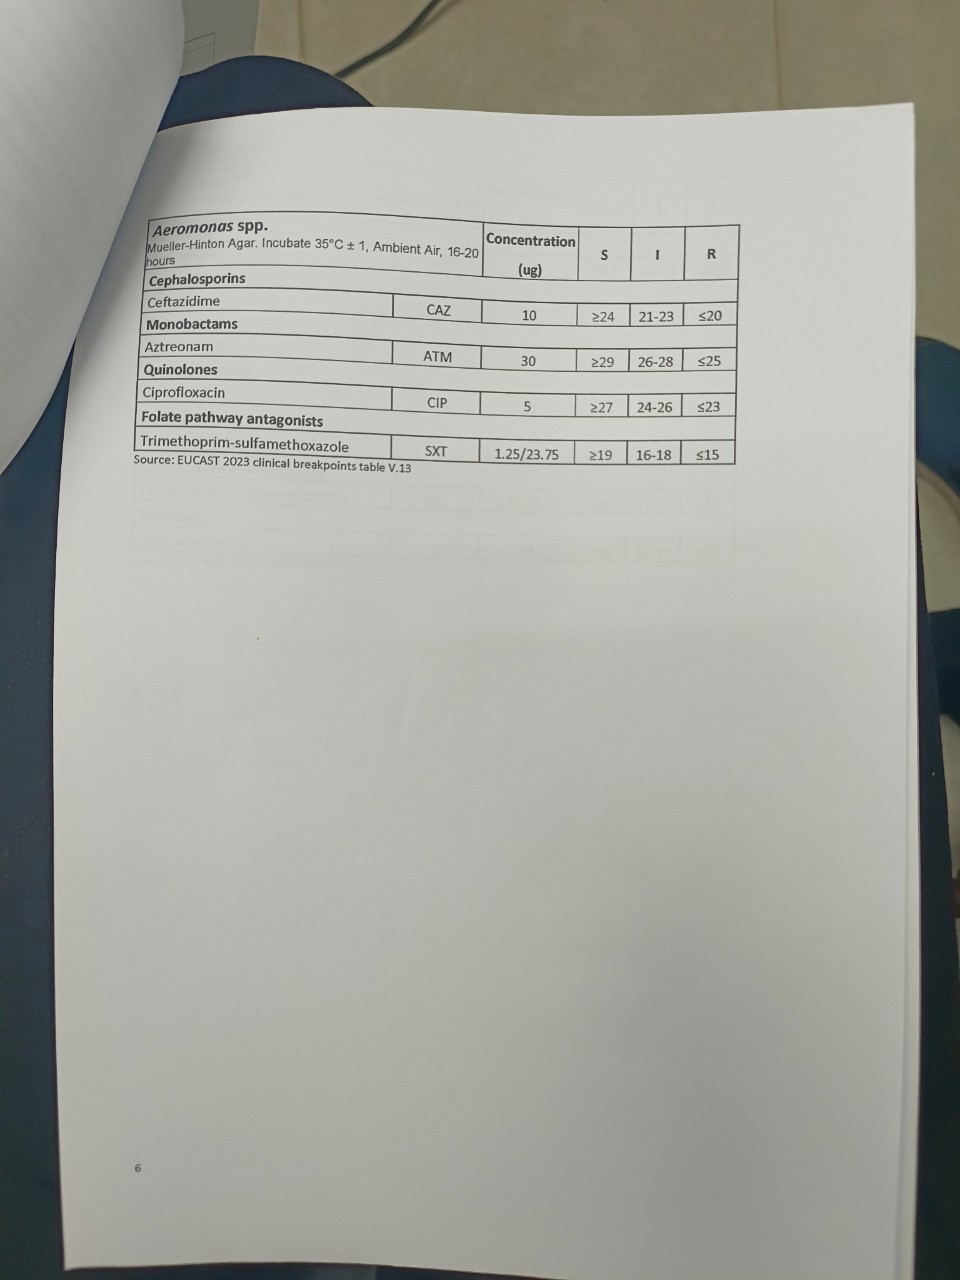 Aeromonas spp.
Mueller-Hinton Agar. Incubate 35°C ± 1, Ambient Air, 16-20
hours
Concentration
(ug)
S
I
R
Cephalosporins
Ceftazidime CAZ 10 ≥24 21-23 ≤20
Monobactams
Aztreonam ATM 30 ≥29 26-28 ≤25
Quinolones
Ciprofloxacin CIP 5 ≥27 24-26 ≤23
Folate pathway antagonists
Trimethoprim-sulfamethoxazole SXT 1.25/23.75 ≥19 16-18 ≤15
Source: EUCAST 2023 clinical breakpoints table V.13
6